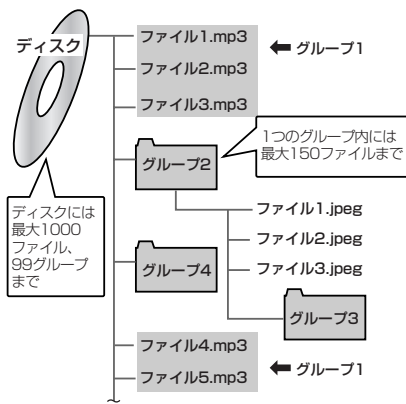 ディスク
ファイル1.mp3
グループ1
ファイル2.mp3
ファイル3.mp3
グループ2
1つのグループ内には
最大150ファイルまで
ディスクには
最大1000
ファイル、
99グループ
まで
ファイル1.jpeg
ファイル2.jpeg
ファイル3.jpeg
グループ4
グループ3
ファイル4.mp3
グループ1
ファイル5.mp3